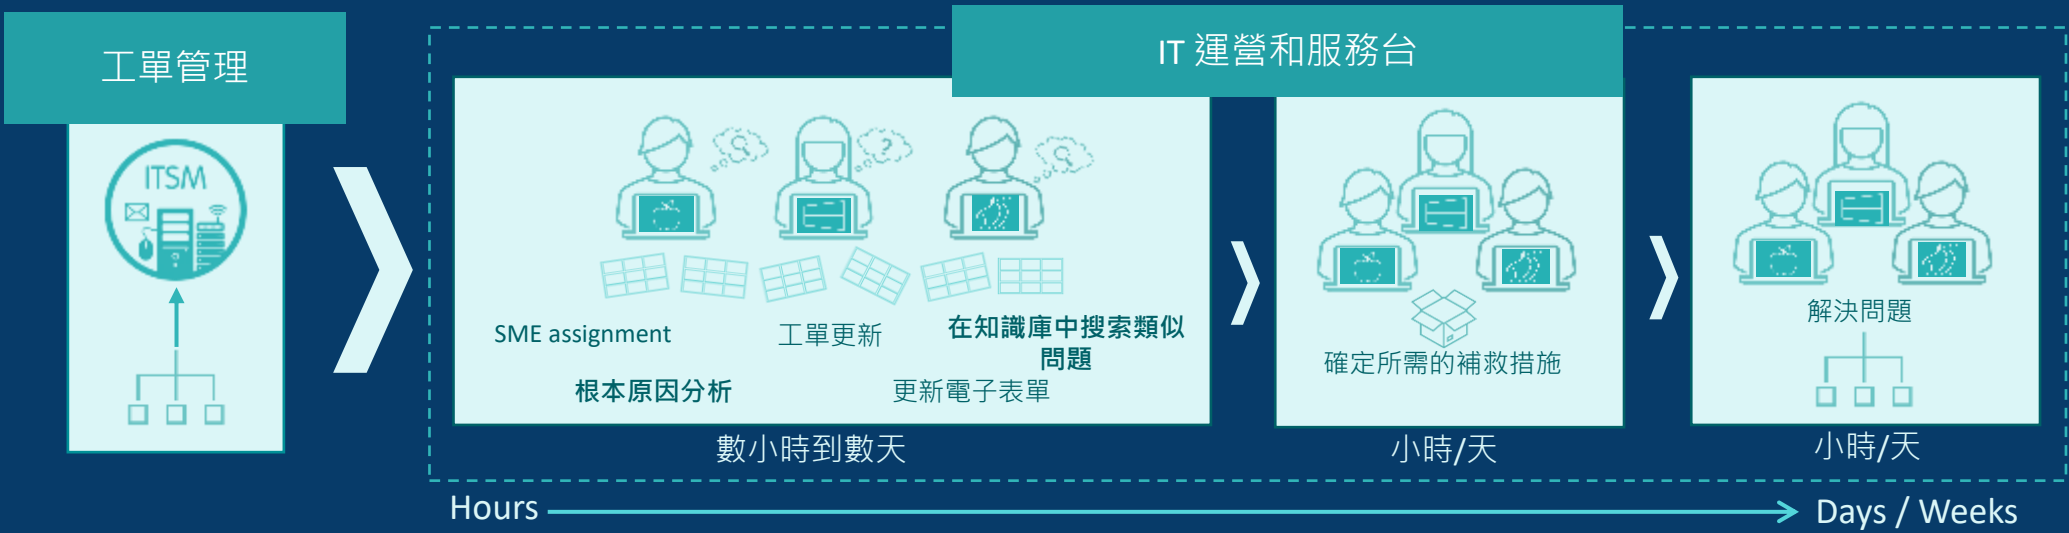 工單管理
IT 運營和服務台
ITSM
SME assignment
工單更新
在知識庫中搜索類似
問題
根本原因分析
更新電子表單
確定所需的補救措施
解決問題
數小時到數天
小時/天
小時/天
Hours
Days / Weeks